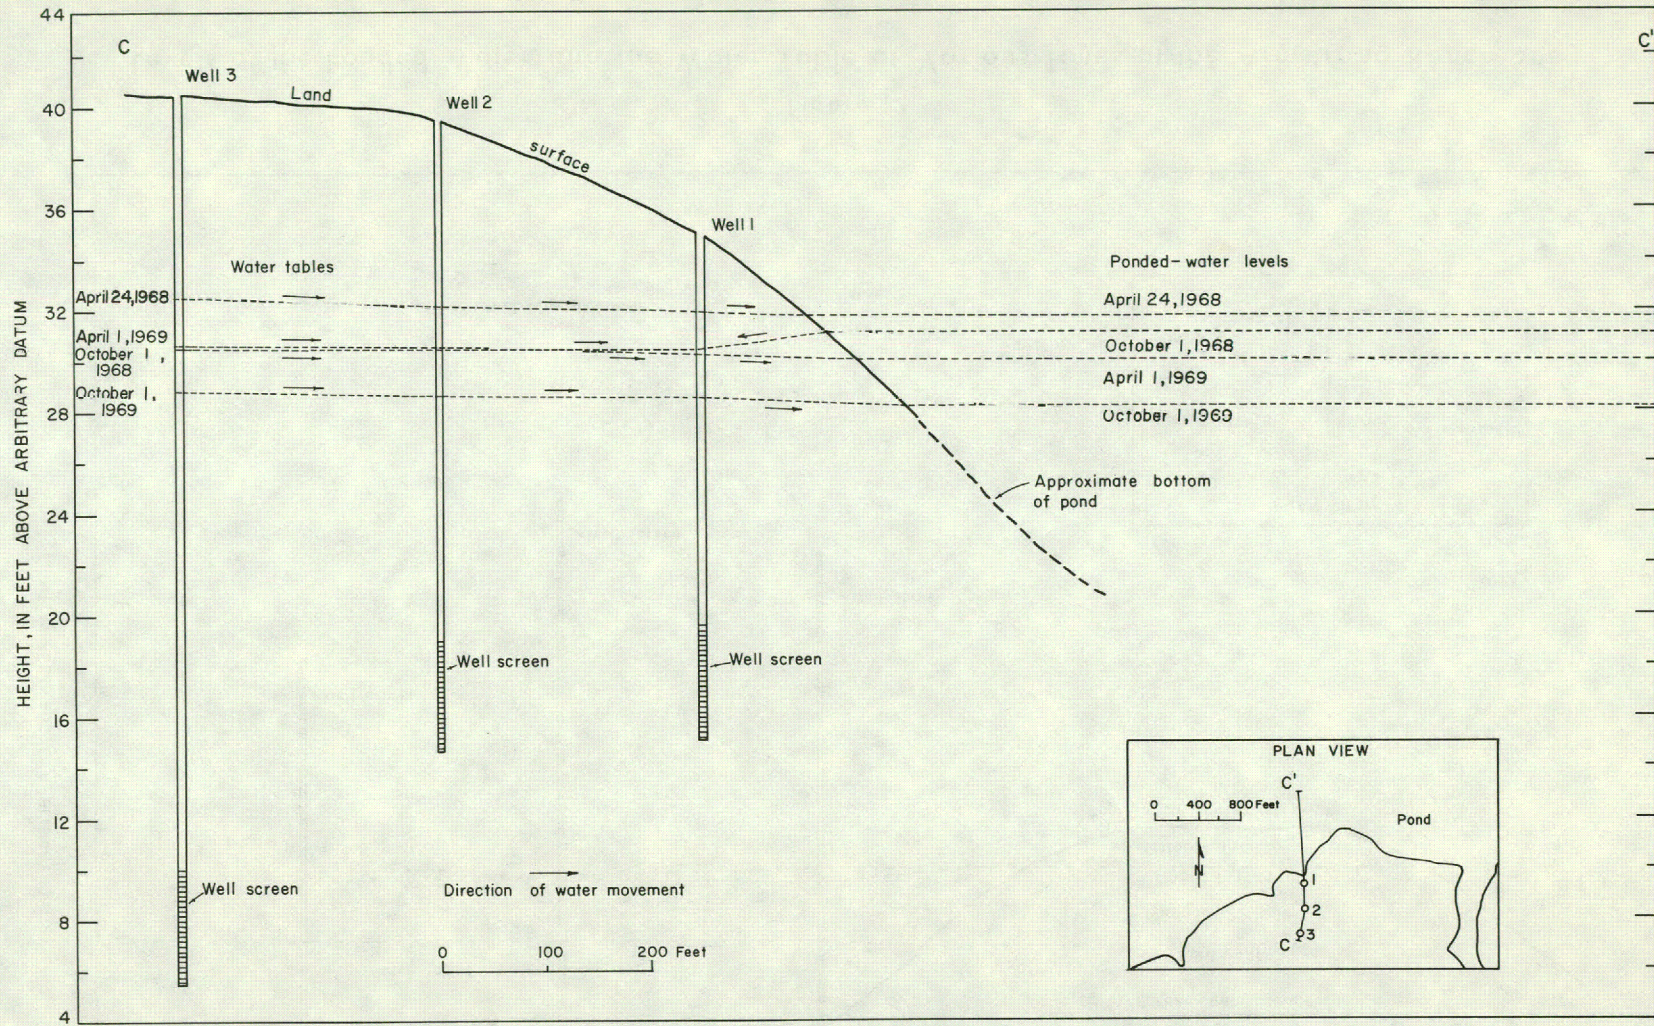 44
C
C'
Well 3
Land
Well 2
40
surface
36
Well 1
Water tables
Ponded-water levels
April 24, 1968
April 24, 1968
32
April 1, 1969
October 1,
1968
October 1, 1968
April 1, 1969
October 1,
1969
28
October 1, 1969
HEIGHT, IN FEET ABOVE ARBITRARY DATUM
Approximate bottom
of pond
24
20
Well screen
Well screen
16
PLAN VIEW
C'
0 400 800 Feet
Pond
12
N
1
Well screen
Direction of water movement
2
8
3
C
0 100 200 Feet
4